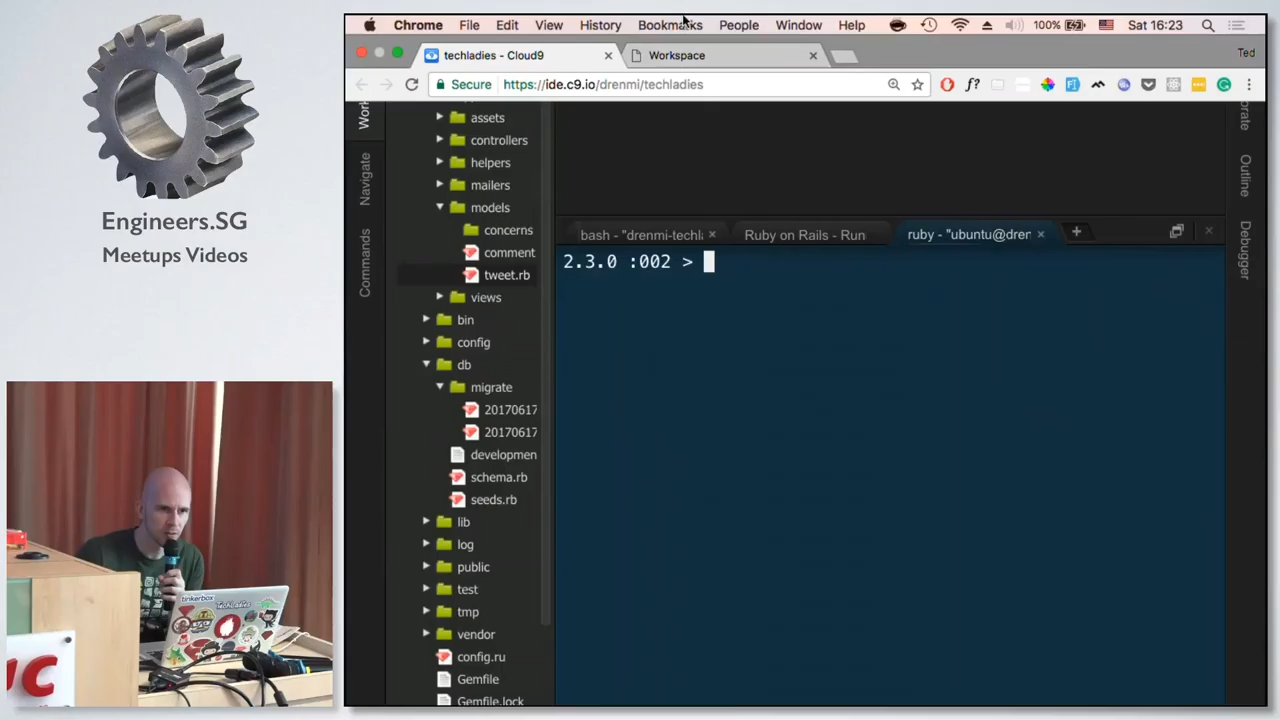 Engineers.SG
Meetups Videos
tinkerbox
TechLadies
Chrome File Edit View History Bookmarks People Window Help 100% Sat 16:23
techladies - Cloud9
Workspace
Ted
Secure https://ide.c9.io/drenmi/techladies
f?
Navigate
Commands
assets
controllers
helpers
mailers
models
concerns
comment
tweet.rb
views
bin
config
db
migrate
20170617
20170617
developmen
schema.rb
seeds.rb
lib
log
public
test
tmp
vendor
config.ru
Gemfile
Gemfile.lock
bash - "drenmi-techl
Ruby on Rails - Run
ruby - "ubuntu@dren
2.3.0 :002 >
Outline
Debugger